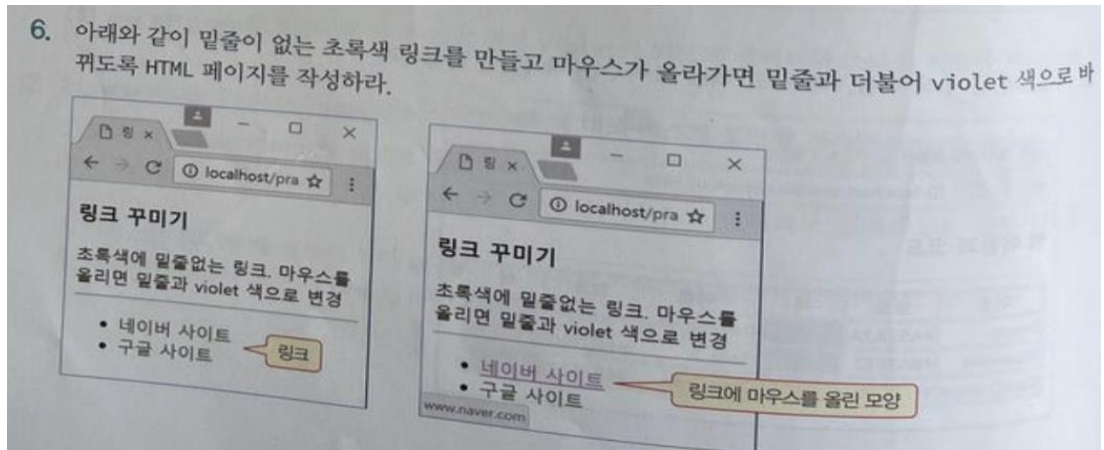 6. 아래와 같이 밑줄이 없는 초록색 링크를 만들고 마우스가 올라가면 밑줄과 더불어 violet 색으로 바
뀌도록 HTML 페이지를 작성하라.
링
localhost/pra
링크 꾸미기
초록색에 밑줄없는 링크. 마우스를
올리면 밑줄과 violet 색으로 변경
• 네이버 사이트
• 구글 사이트
링크
링
localhost/pra
링크 꾸미기
초록색에 밑줄없는 링크. 마우스를
올리면 밑줄과 violet 색으로 변경
• 네이버 사이트
• 구글 사이트
www.naver.com
링크에 마우스를 올린 모양